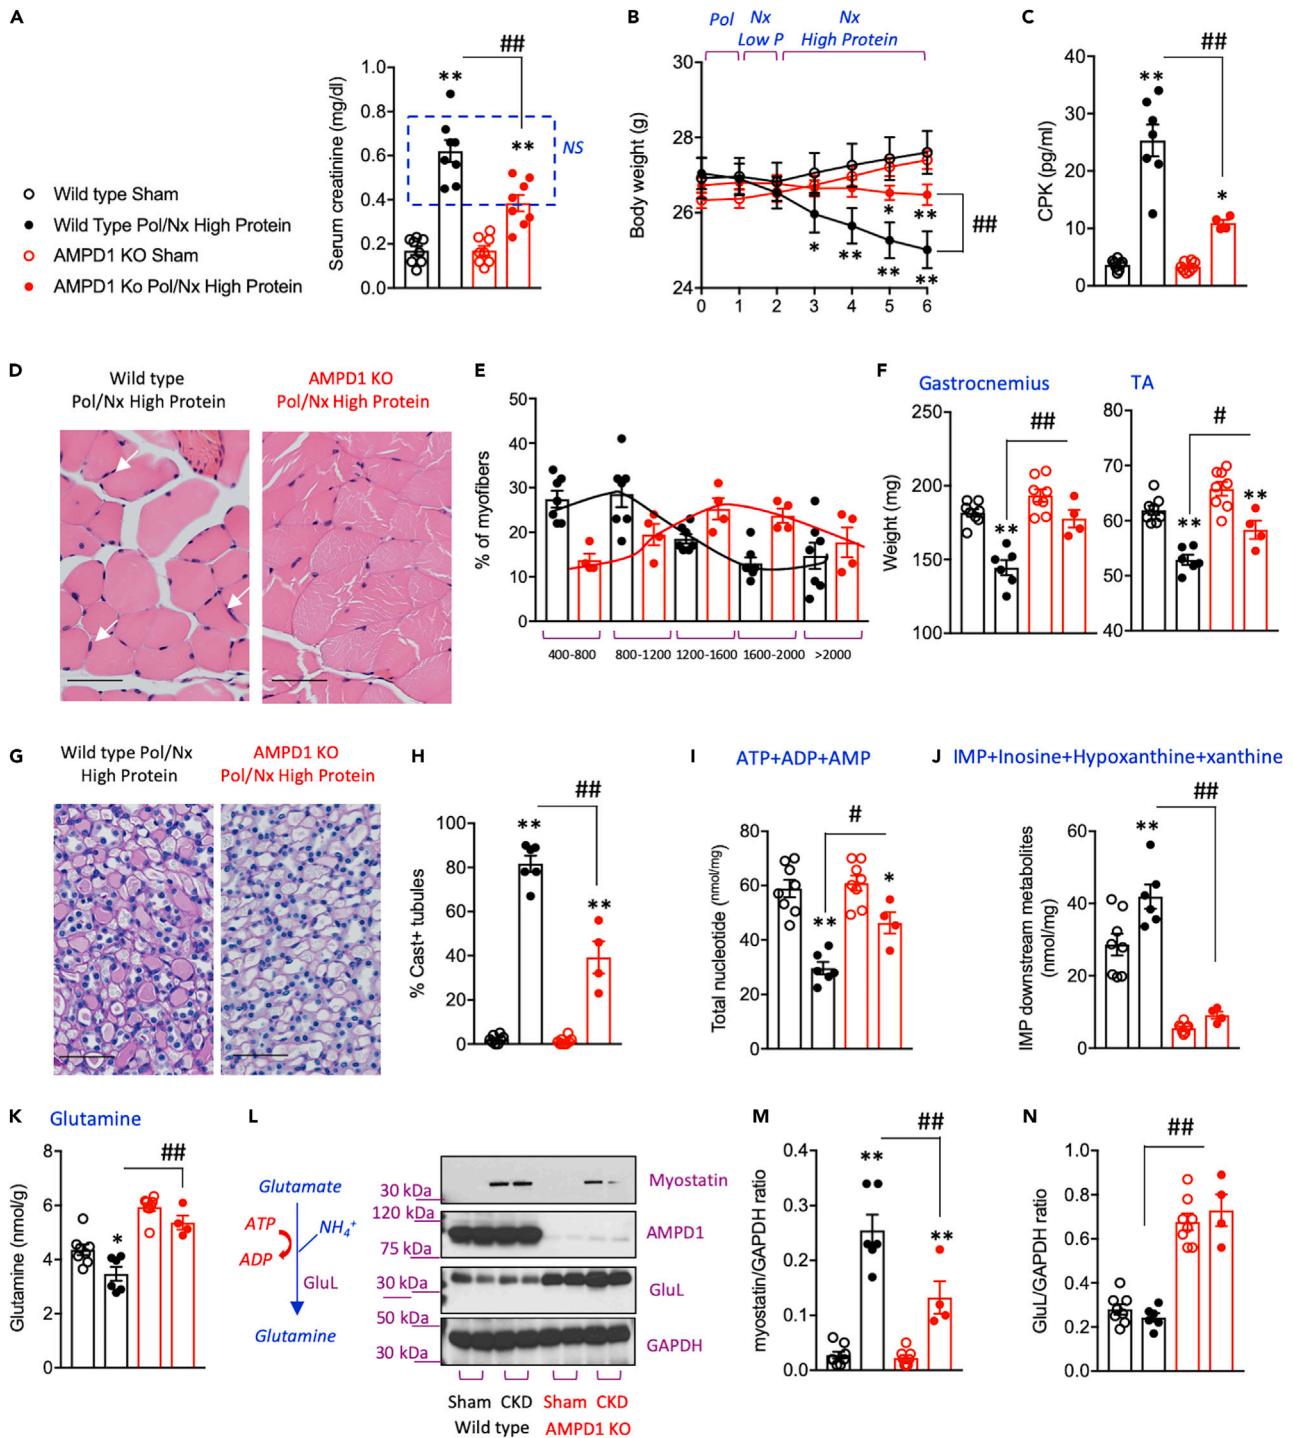 A
Serum creatinine (mg/dl)
1.0
0.8
0.6
0.4
0.2
0.0
##
**
**
NS
Wild type Sham
Wild Type Pol/Nx High Protein
AMPD1 KO Sham
AMPD1 Ko Pol/Nx High Protein
B
Pol
Nx
Low P
Nx
High Protein
Body weight (g)
30
28
26
24
0 1 2 3 4 5 6
*
**
**
**
*
**
##
C
CPK (pg/ml)
40
30
20
10
0
##
**
*
D
Wild type
Pol/Nx High Protein
AMPD1 KO
Pol/Nx High Protein
E
% of myofibers
50
40
30
20
10
0
400-800 800-1200 1200-1600 1600-2000 >2000
F
Gastrocnemius
Weight (mg)
250
200
150
100
##
**
TA
80
70
60
50
40
#
**
**
G
Wild type Pol/Nx
High Protein
AMPD1 KO
Pol/Nx High Protein
H
% Cast+ tubules
100
80
60
40
20
0
##
**
**
I
ATP+ADP+AMP
Total nucleotide (nmol/mg)
80
60
40
20
0
#
**
*
J
IMP+Inosine+Hypoxanthine+xanthine
IMP downstream metabolites
(nmol/mg)
60
40
20
0
##
**
K
Glutamine
Glutamine (nmol/g)
8
6
4
2
0
##
*
L
Glutamate
ATP
NH₄⁺
ADP
GluL
Glutamine
30 kDa
Myostatin
120 kDa
AMPD1
75 kDa
30 kDa
GluL
50 kDa
GAPDH
30 kDa
Sham CKD Sham CKD
Wild type AMPD1 KO
M
myostatin/GAPDH ratio
0.4
0.3
0.2
0.1
0.0
##
**
**
N
GluL/GAPDH ratio
1.0
0.8
0.6
0.4
0.2
0.0
##